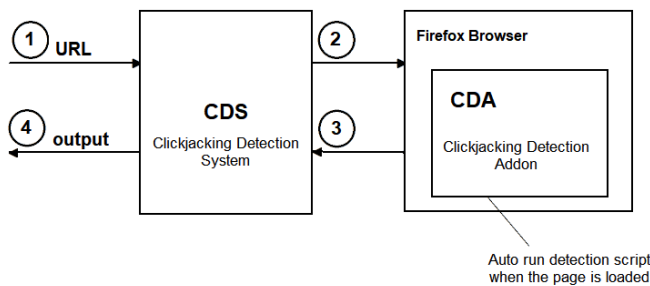 1
URL
2
Firefox Browser
CDS
Clickjacking Detection
System
CDA
Clickjacking Detection
Addon
4
output
3
Auto run detection script
when the page is loaded